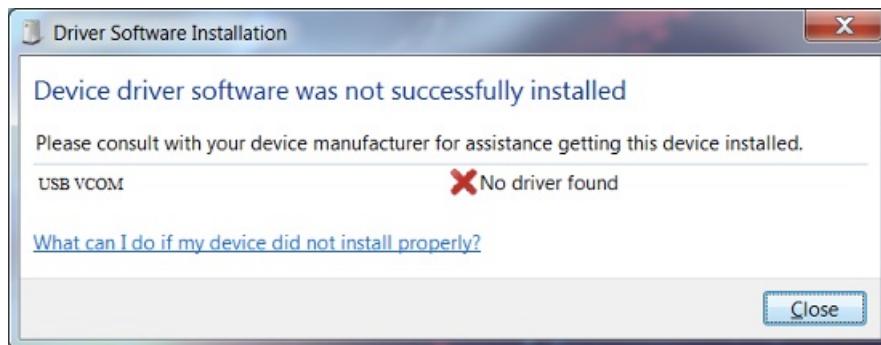 Driver Software Installation
Device driver software was not successfully installed
Please consult with your device manufacturer for assistance getting this device installed.
USB VCOM No driver found
What can I do if my device did not install properly?
Close